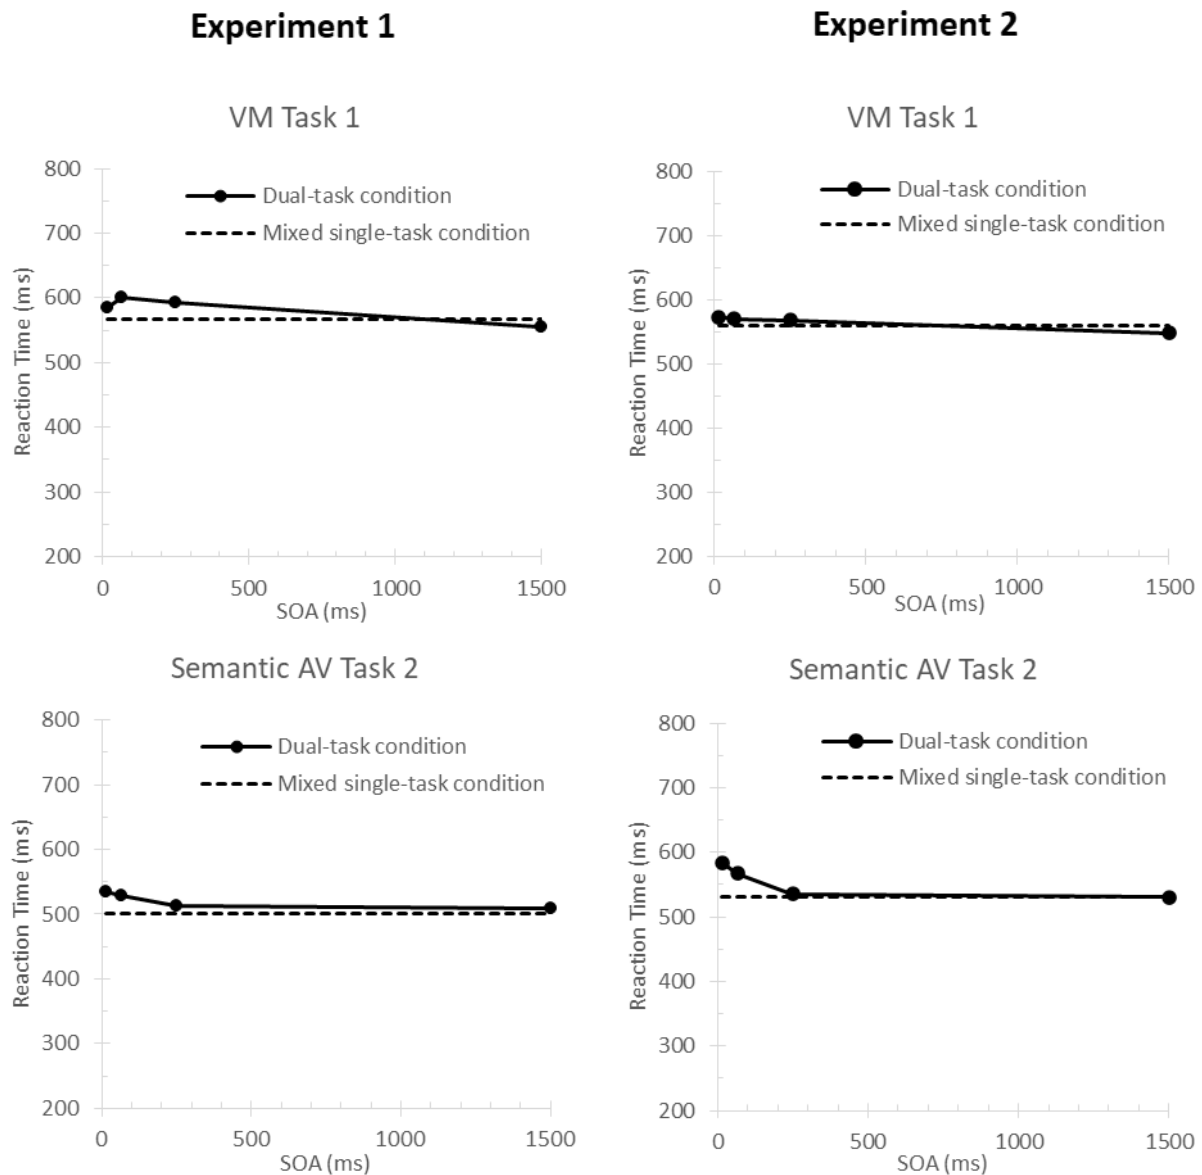 Experiment 1
Experiment 2
VM Task 1
800
700
600
500
400
300
200
Reaction Time (ms)
Dual-task condition
Mixed single-task condition
0 500 1000 1500
SOA (ms)
VM Task 1
800
700
600
500
400
300
200
Reaction Time (ms)
Dual-task condition
Mixed single-task condition
0 500 1000 1500
SOA (ms)
Semantic AV Task 2
800
700
600
500
400
300
200
Reaction Time (ms)
Dual-task condition
Mixed single-task condition
0 500 1000 1500
SOA (ms)
Semantic AV Task 2
800
700
600
500
400
300
200
Reaction Time (ms)
Dual-task condition
Mixed single-task condition
0 500 1000 1500
SOA (ms)